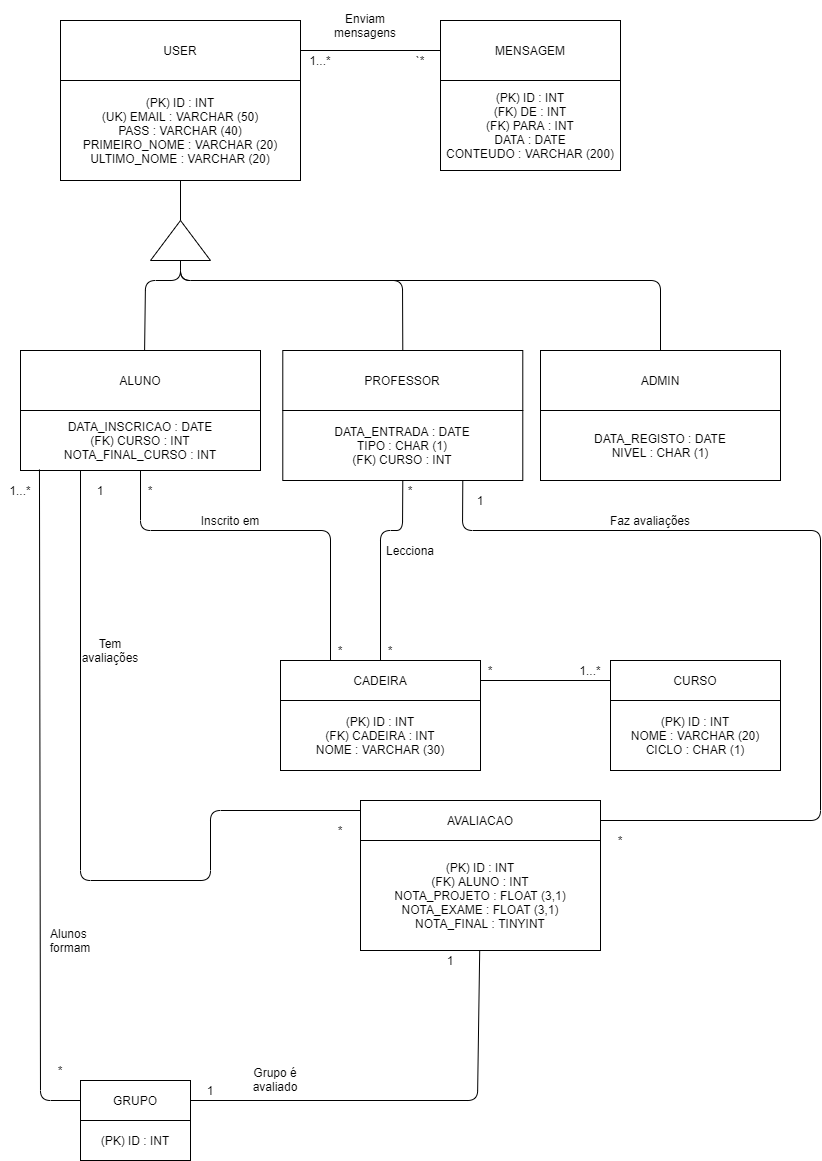 Enviam
mensagens
USER
MENSAGEM
1...*
`*
(PK) ID : INT
(UK) EMAIL : VARCHAR (50)
PASS : VARCHAR (40)
PRIMEIRO_NOME : VARCHAR (20)
ULTIMO_NOME : VARCHAR (20)
(PK) ID : INT
(FK) DE : INT
(FK) PARA : INT
DATA : DATE
CONTEUDO : VARCHAR (200)
ALUNO
PROFESSOR
ADMIN
DATA_INSCRICAO : DATE
(FK) CURSO : INT
NOTA_FINAL_CURSO : INT
DATA_ENTRADA : DATE
TIPO : CHAR (1)
(FK) CURSO : INT
DATA_REGISTO : DATE
NIVEL : CHAR (1)
1...*
1
*
*
1
Inscrito em
Lecciona
Faz avaliações
Tem
avaliações
*
*
CADEIRA
*
1...*
CURSO
(PK) ID : INT
(FK) CADEIRA : INT
NOME : VARCHAR (30)
(PK) ID : INT
NOME : VARCHAR (20)
CICLO : CHAR (1)
*
AVALIACAO
*
(PK) ID : INT
(FK) ALUNO : INT
NOTA_PROJETO : FLOAT (3,1)
NOTA_EXAME : FLOAT (3,1)
NOTA_FINAL : TINYINT
Alunos
formam
1
*
Grupo é
avaliado
1
GRUPO
(PK) ID : INT